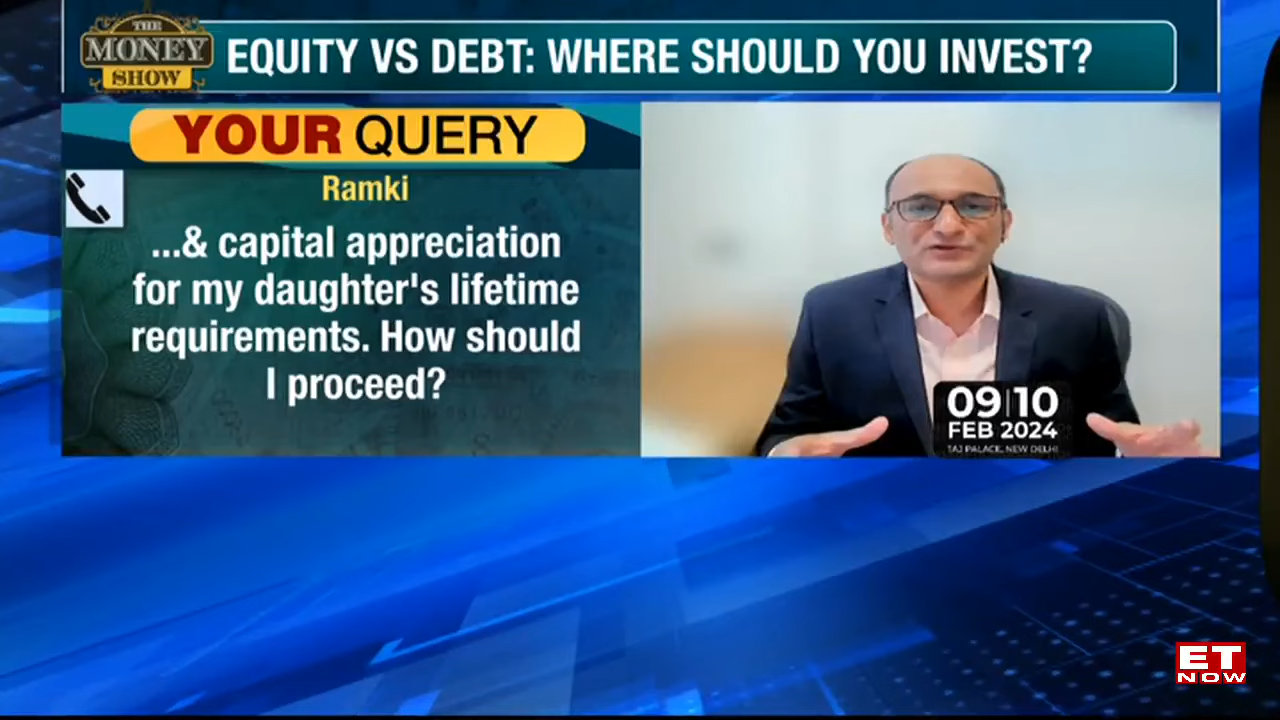 THE
MONEY
SHOW
EQUITY VS DEBT: WHERE SHOULD YOU INVEST?
YOUR QUERY
Ramki
...& capital appreciation
for my daughter's lifetime
requirements. How should
I proceed?
09|10
FEB 2024
TAJ PALACE, NEW DELHI
ET
NOW